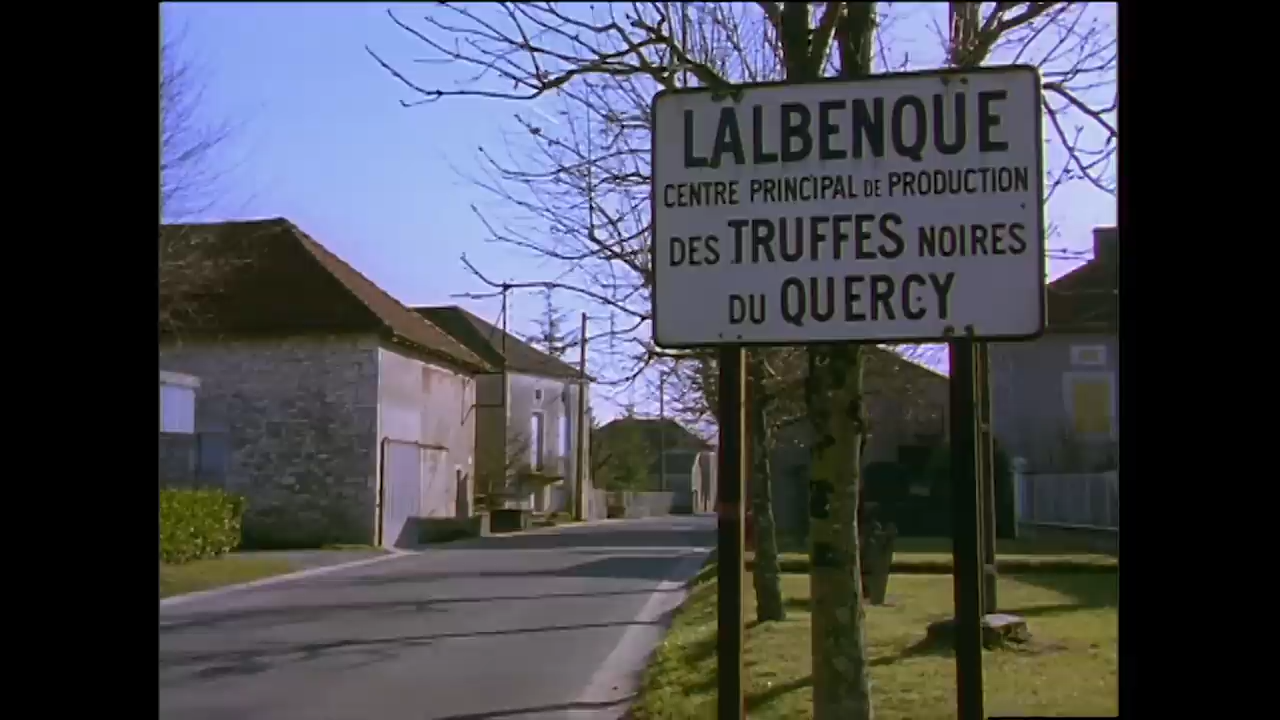 LALBENQUE
CENTRE PRINCIPAL DE PRODUCTION
DES TRUFFES NOIRES
DU QUERCY